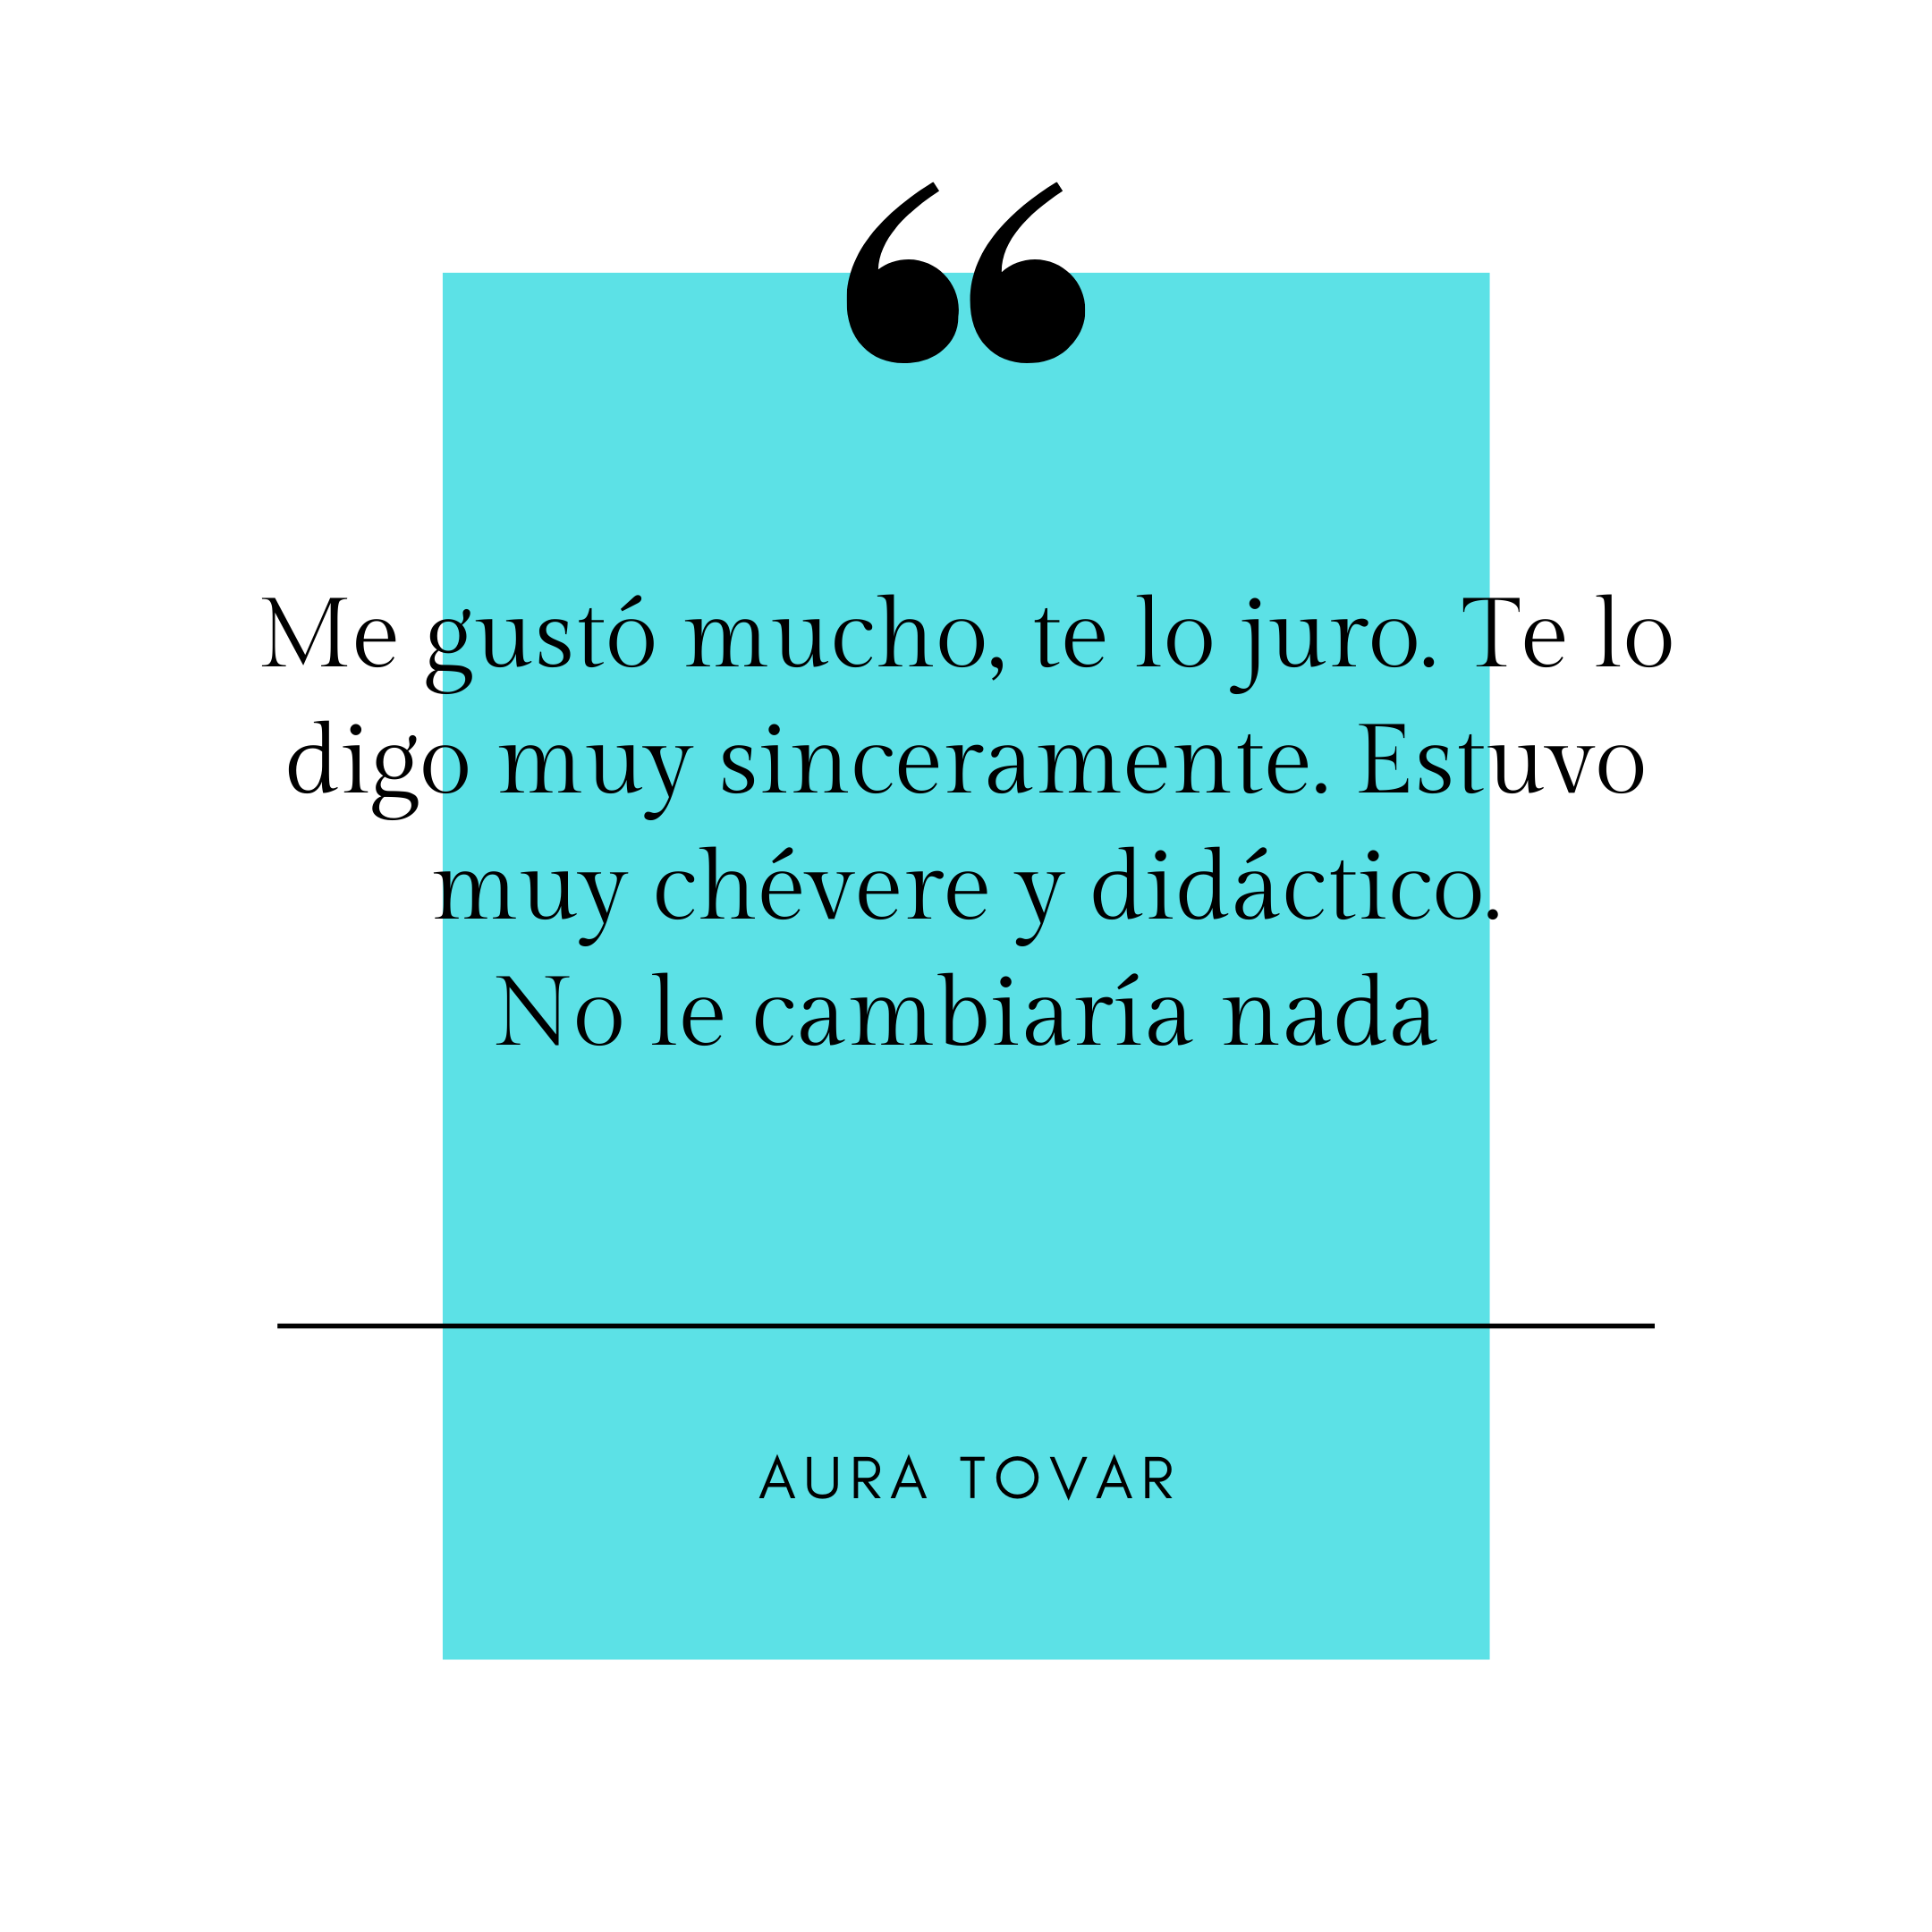 “
Me gustó mucho, te lo juro. Te lo
digo muy sinceramente. Estuvo
muy chévere y didáctico.
No le cambiaría nada
AURA TOVAR